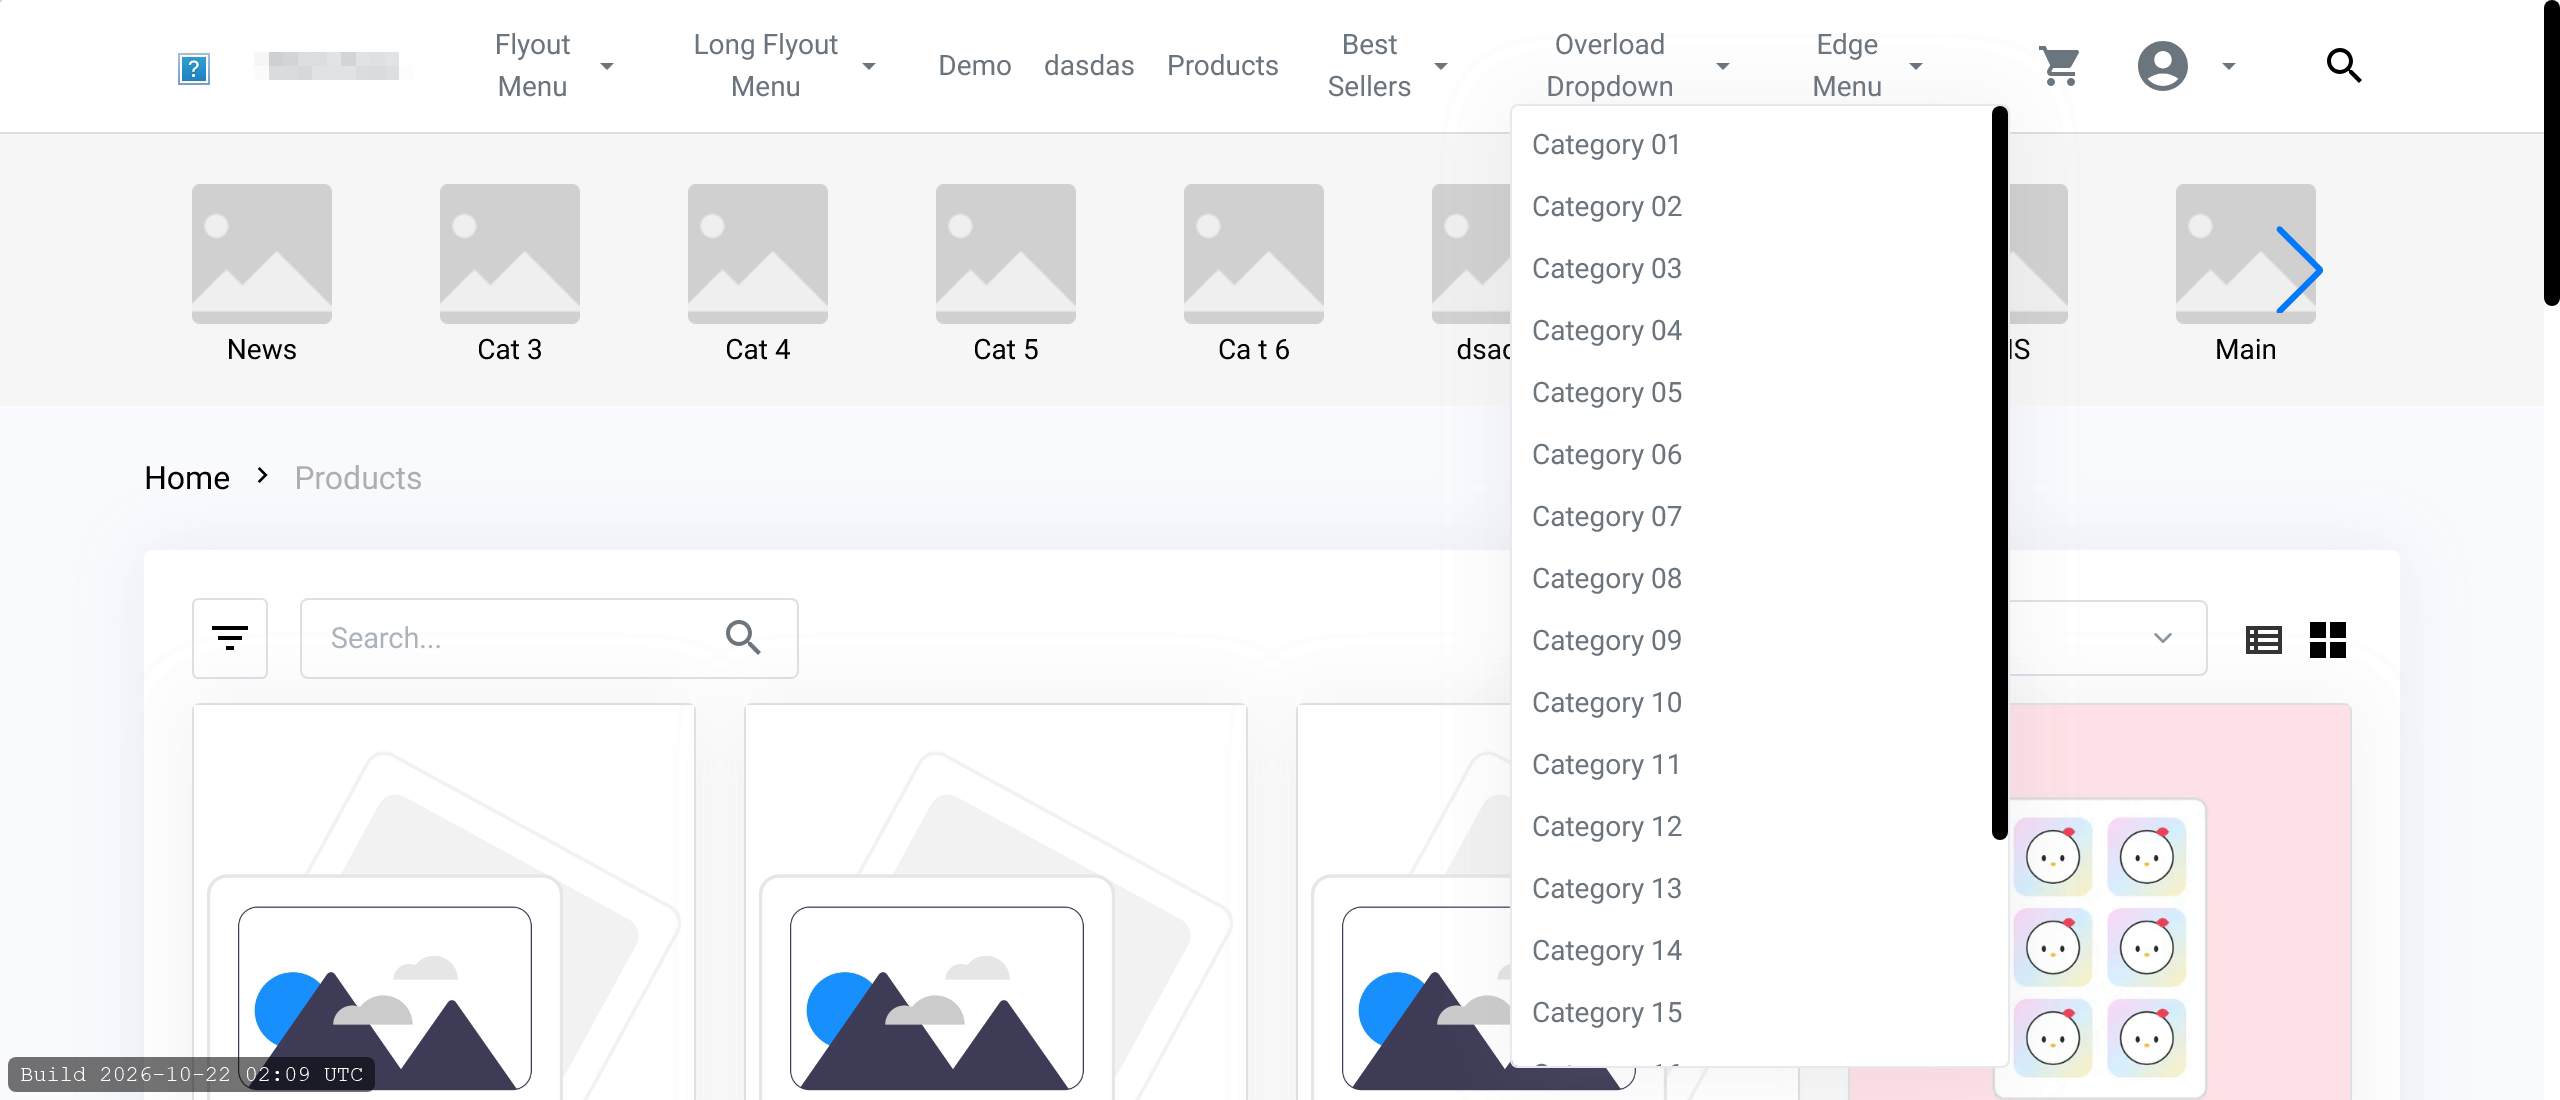 Flyout
Menu
Long Flyout
Menu
Demo
dasdas
Products
Best
Sellers
Overload
Dropdown
Edge
Menu
Category 01
Category 02
Category 03
Category 04
Category 05
Category 06
Category 07
Category 08
Category 09
Category 10
Category 11
Category 12
Category 13
Category 14
Category 15
News
Cat 3
Cat 4
Cat 5
Ca t 6
Main
Home
Products
Search...
Build 2026-10-22 02:09 UTC